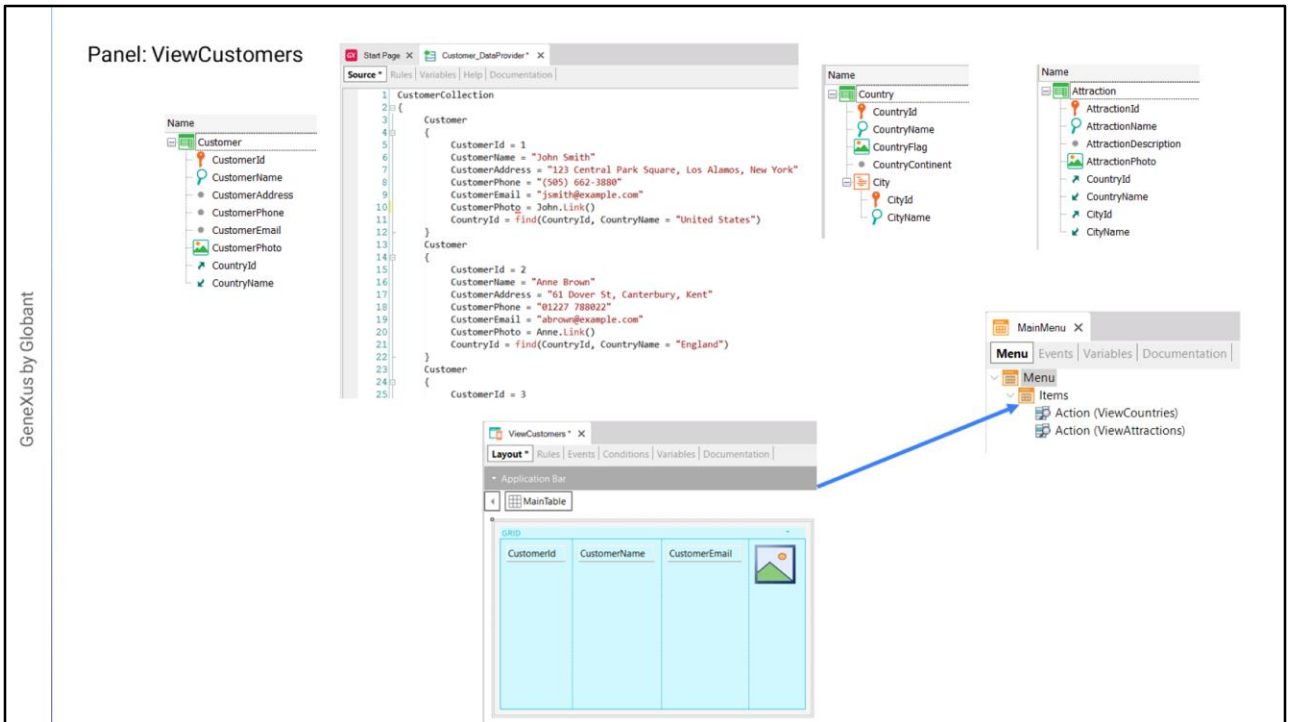 Panel: ViewCustomers
GeneXus by Globant
Name
Customer
CustomerId
CustomerName
CustomerAddress
CustomerPhone
CustomerEmail
CustomerPhoto
CountryId
CountryName
GX Start Page X Customer_DataProvider * X
Source * Rules Variables Help Documentation
1 CustomerCollection
2 {
3 Customer
4 {
5 CustomerId = 1
6 CustomerName = "John Smith"
7 CustomerAddress = "123 Central Park Square, Los Alamos, New York"
8 CustomerPhone = "(505) 662-3880"
9 CustomerEmail = "jsmith@example.com"
10 CustomerPhoto = John.Link()
11 CountryId = find(CountryId, CountryName = "United States")
12 }
13 Customer
14 {
15 CustomerId = 2
16 CustomerName = "Anne Brown"
17 CustomerAddress = "61 Dover St, Canterbury, Kent"
18 CustomerPhone = "01227 788022"
19 CustomerEmail = "abrown@example.com"
20 CustomerPhoto = Anne.Link()
21 CountryId = find(CountryId, CountryName = "England")
22 }
23 Customer
24 {
25 CustomerId = 3
Name
Country
CountryId
CountryName
CountryFlag
CountryContinent
City
CityId
CityName
Name
Attraction
AttractionId
AttractionName
AttractionDescription
AttractionPhoto
CountryId
CountryName
CityId
CityName
MainMenu X
Menu Events Variables Documentation
Menu
Items
Action (ViewCountries)
Action (ViewAttractions)
ViewCustomers * X
Layout * Rules Events Conditions Variables Documentation
Application Bar
MainTable
GRID
CustomerId CustomerName CustomerEmail